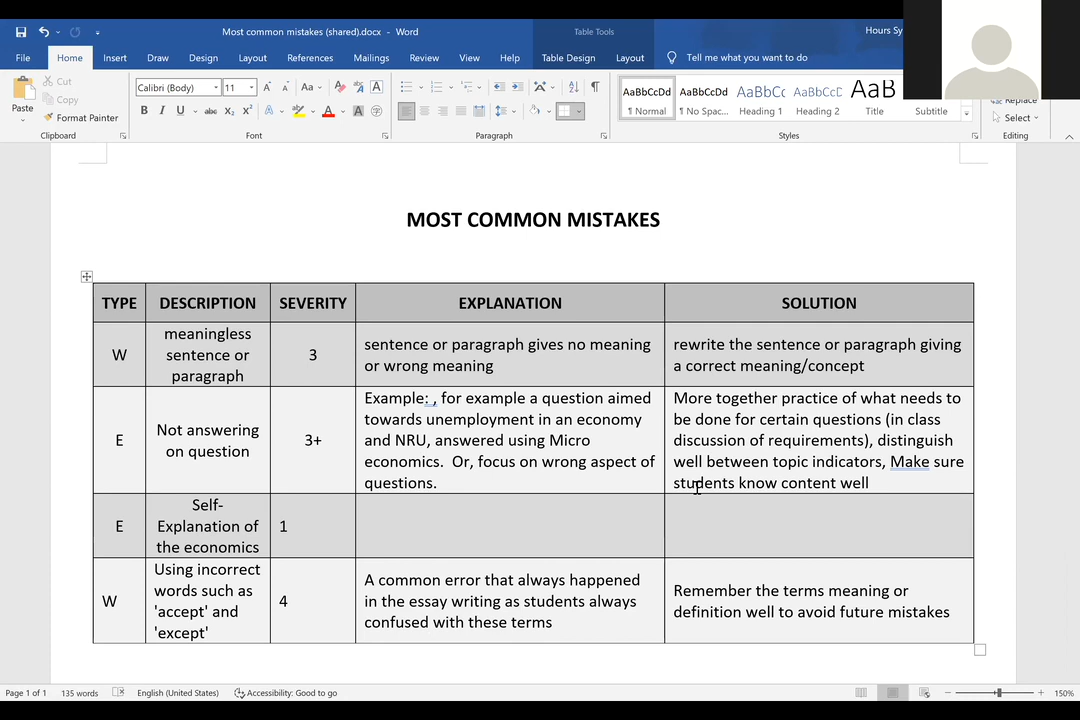 Most common mistakes (shared).docx - Word
Table Tools
Hours Sy
File Home Insert Draw Design Layout References Mailings Review View Help Table Design Layout Tell me what you want to do
Paste
Cut
Copy
Format Painter
Clipboard
Calibri (Body) 11
Font
Paragraph
AaBbCcDd AaBbCcDd AaBbCc AaBbCcD AaB
¶ Normal ¶ No Spac... Heading 1 Heading 2 Title Subtitle
Styles
Replace
Select
Editing
MOST COMMON MISTAKES
TYPE DESCRIPTION SEVERITY EXPLANATION SOLUTION
W
meaningless
sentence or
paragraph
3
sentence or paragraph gives no meaning
or wrong meaning
rewrite the sentence or paragraph giving
a correct meaning/concept
E
Not answering
on question
3+
Example: , for example a question aimed
towards unemployment in an economy
and NRU, answered using Micro
economics. Or, focus on wrong aspect of
questions.
More together practice of what needs to
be done for certain questions (in class
discussion of requirements), distinguish
well between topic indicators, Make sure
students know content well
E
Self-
Explanation of
the economics
1
W
Using incorrect
words such as
'accept' and
'except'
4
A common error that always happened
in the essay writing as students always
confused with these terms
Remember the terms meaning or
definition well to avoid future mistakes
Page 1 of 1 135 words English (United States) Accessibility: Good to go 150%